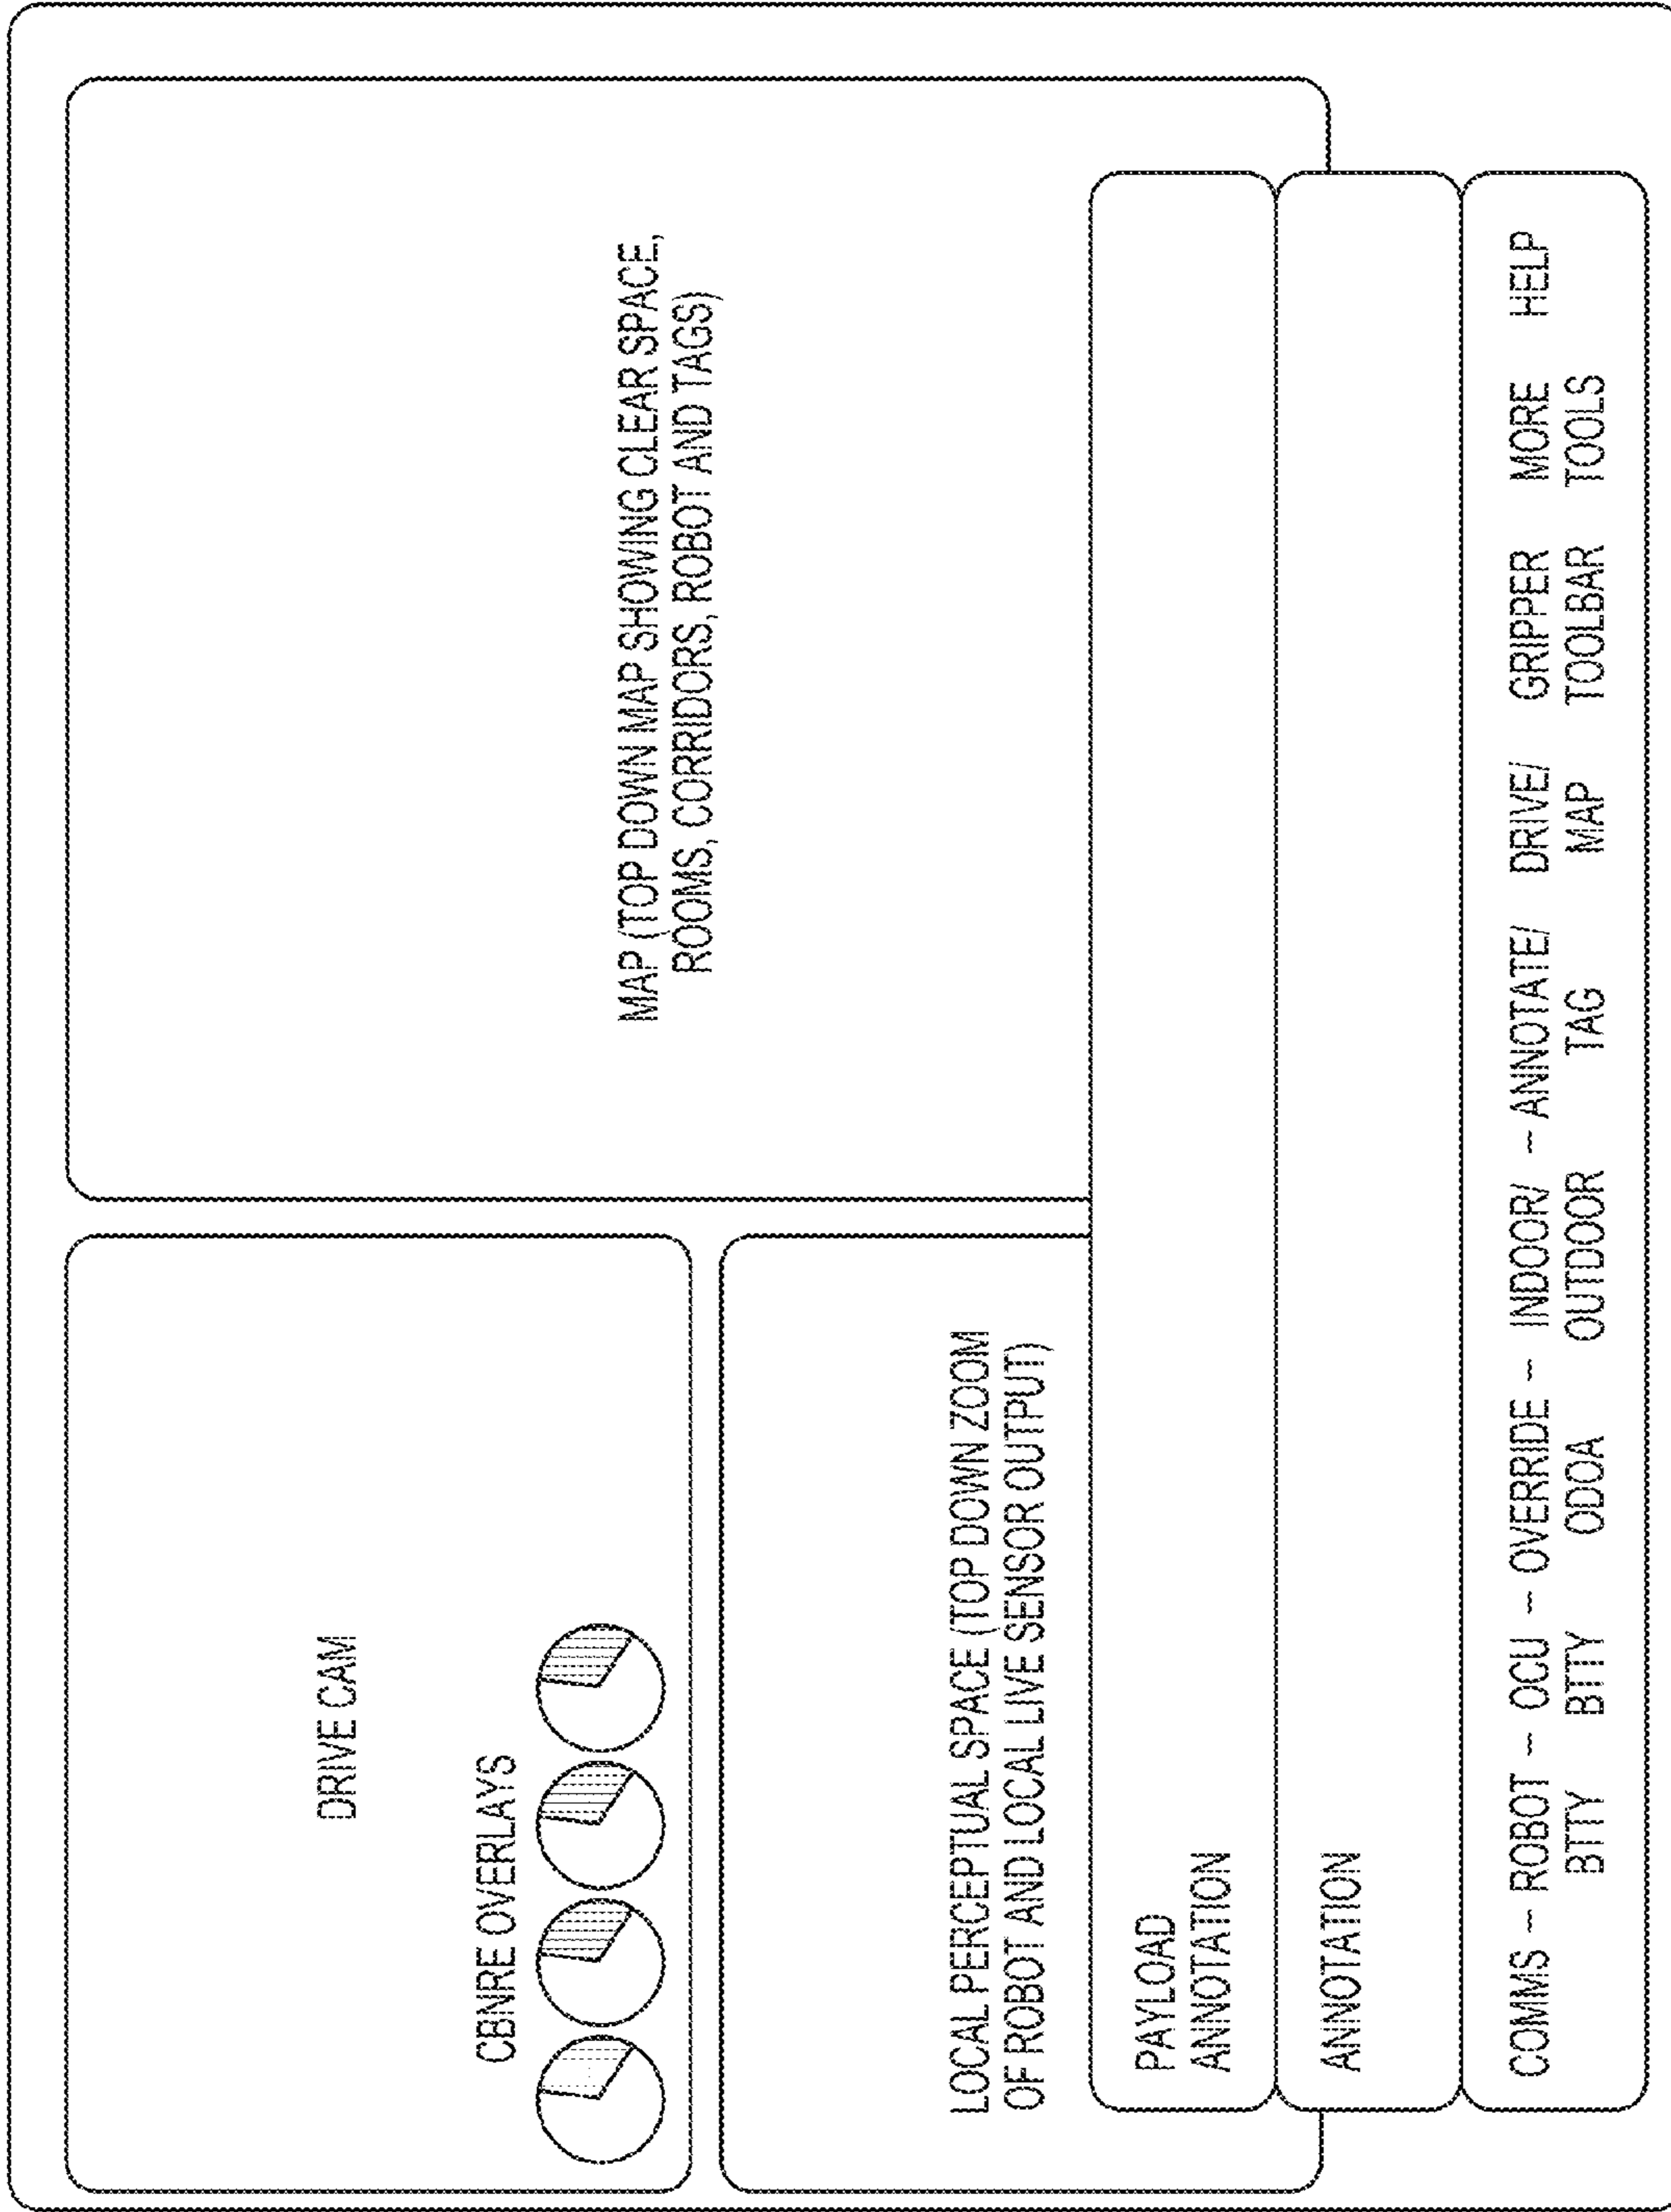 DRIVE CAM
CBNRE OVERLAYS
MAP (TOP DOWN MAP SHOWING CLEAR SPACE,
ROOMS, CORRIDORS, ROBOT AND TAGS)
LOCAL PERCEPTUAL SPACE (TOP DOWN ZOOM
OF ROBOT AND LOCAL LIVE SENSOR OUTPUT)
PAYLOAD
ANNOTATION
ANNOTATION
COMMS – ROBOT – OCU – OVERRIDE – INDOOR/ – ANNOTATE/ DRIVE/ GRIPPER MORE HELP
BTTY BTTY ODOA OUTDOOR TAG MAP TOOLBAR TOOLS